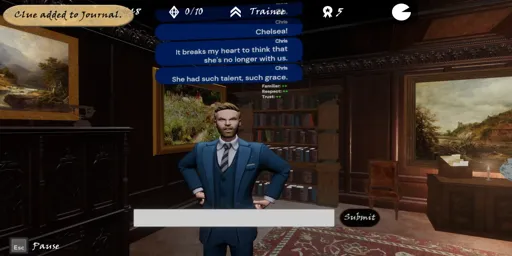 Clue added to Journal.
0/10
Trainee
5
Chris
Chelsea!
Chris
It breaks my heart to think that
she's no longer with us.
Chris
She had such talent, such grace.
Familiar: ++
Respect: ++
Trust: ++
Submit
Esc
Pause